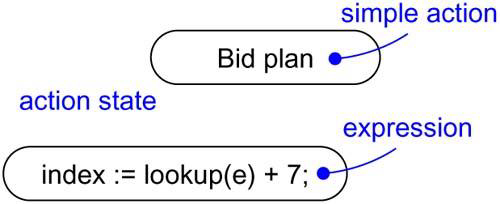 simple action
Bid plan
action state
expression
index := lookup(e) + 7;